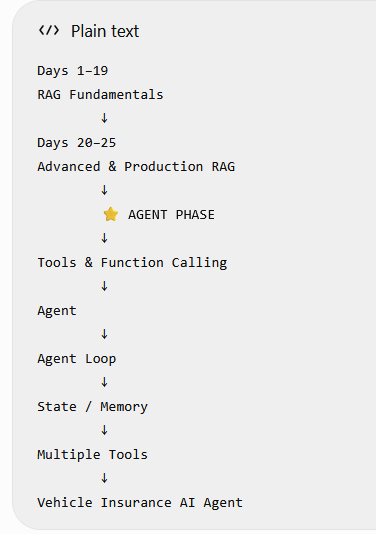 </> Plain text
Days 1–19
RAG Fundamentals
↓
Days 20–25
Advanced & Production RAG
↓
⭐ AGENT PHASE
↓
Tools & Function Calling
↓
Agent
↓
Agent Loop
↓
State / Memory
↓
Multiple Tools
↓
Vehicle Insurance AI Agent